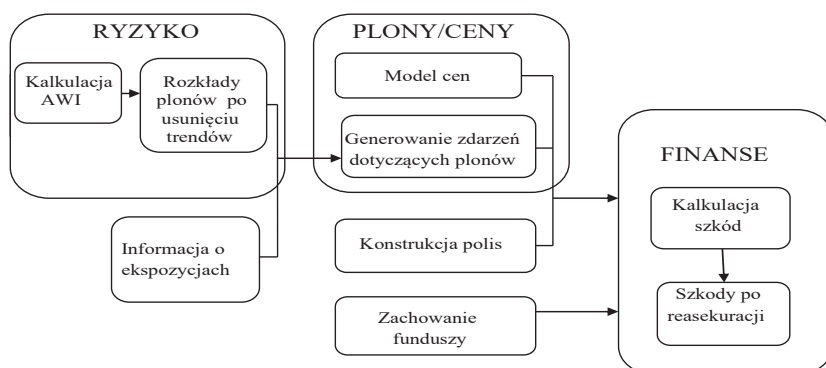 RYZYKO
Kalkulacja
AWI
Rozkłady
plonów po
usunięciu
trendów
Informacja o
ekspozycjach
PLONY/CENY
Model cen
Generowanie zdarzeń
dotyczących plonów
Konstrukcja polis
Zachowanie
funduszy
FINANSE
Kalkulacja
szkód
Szkody po
reasekuracji